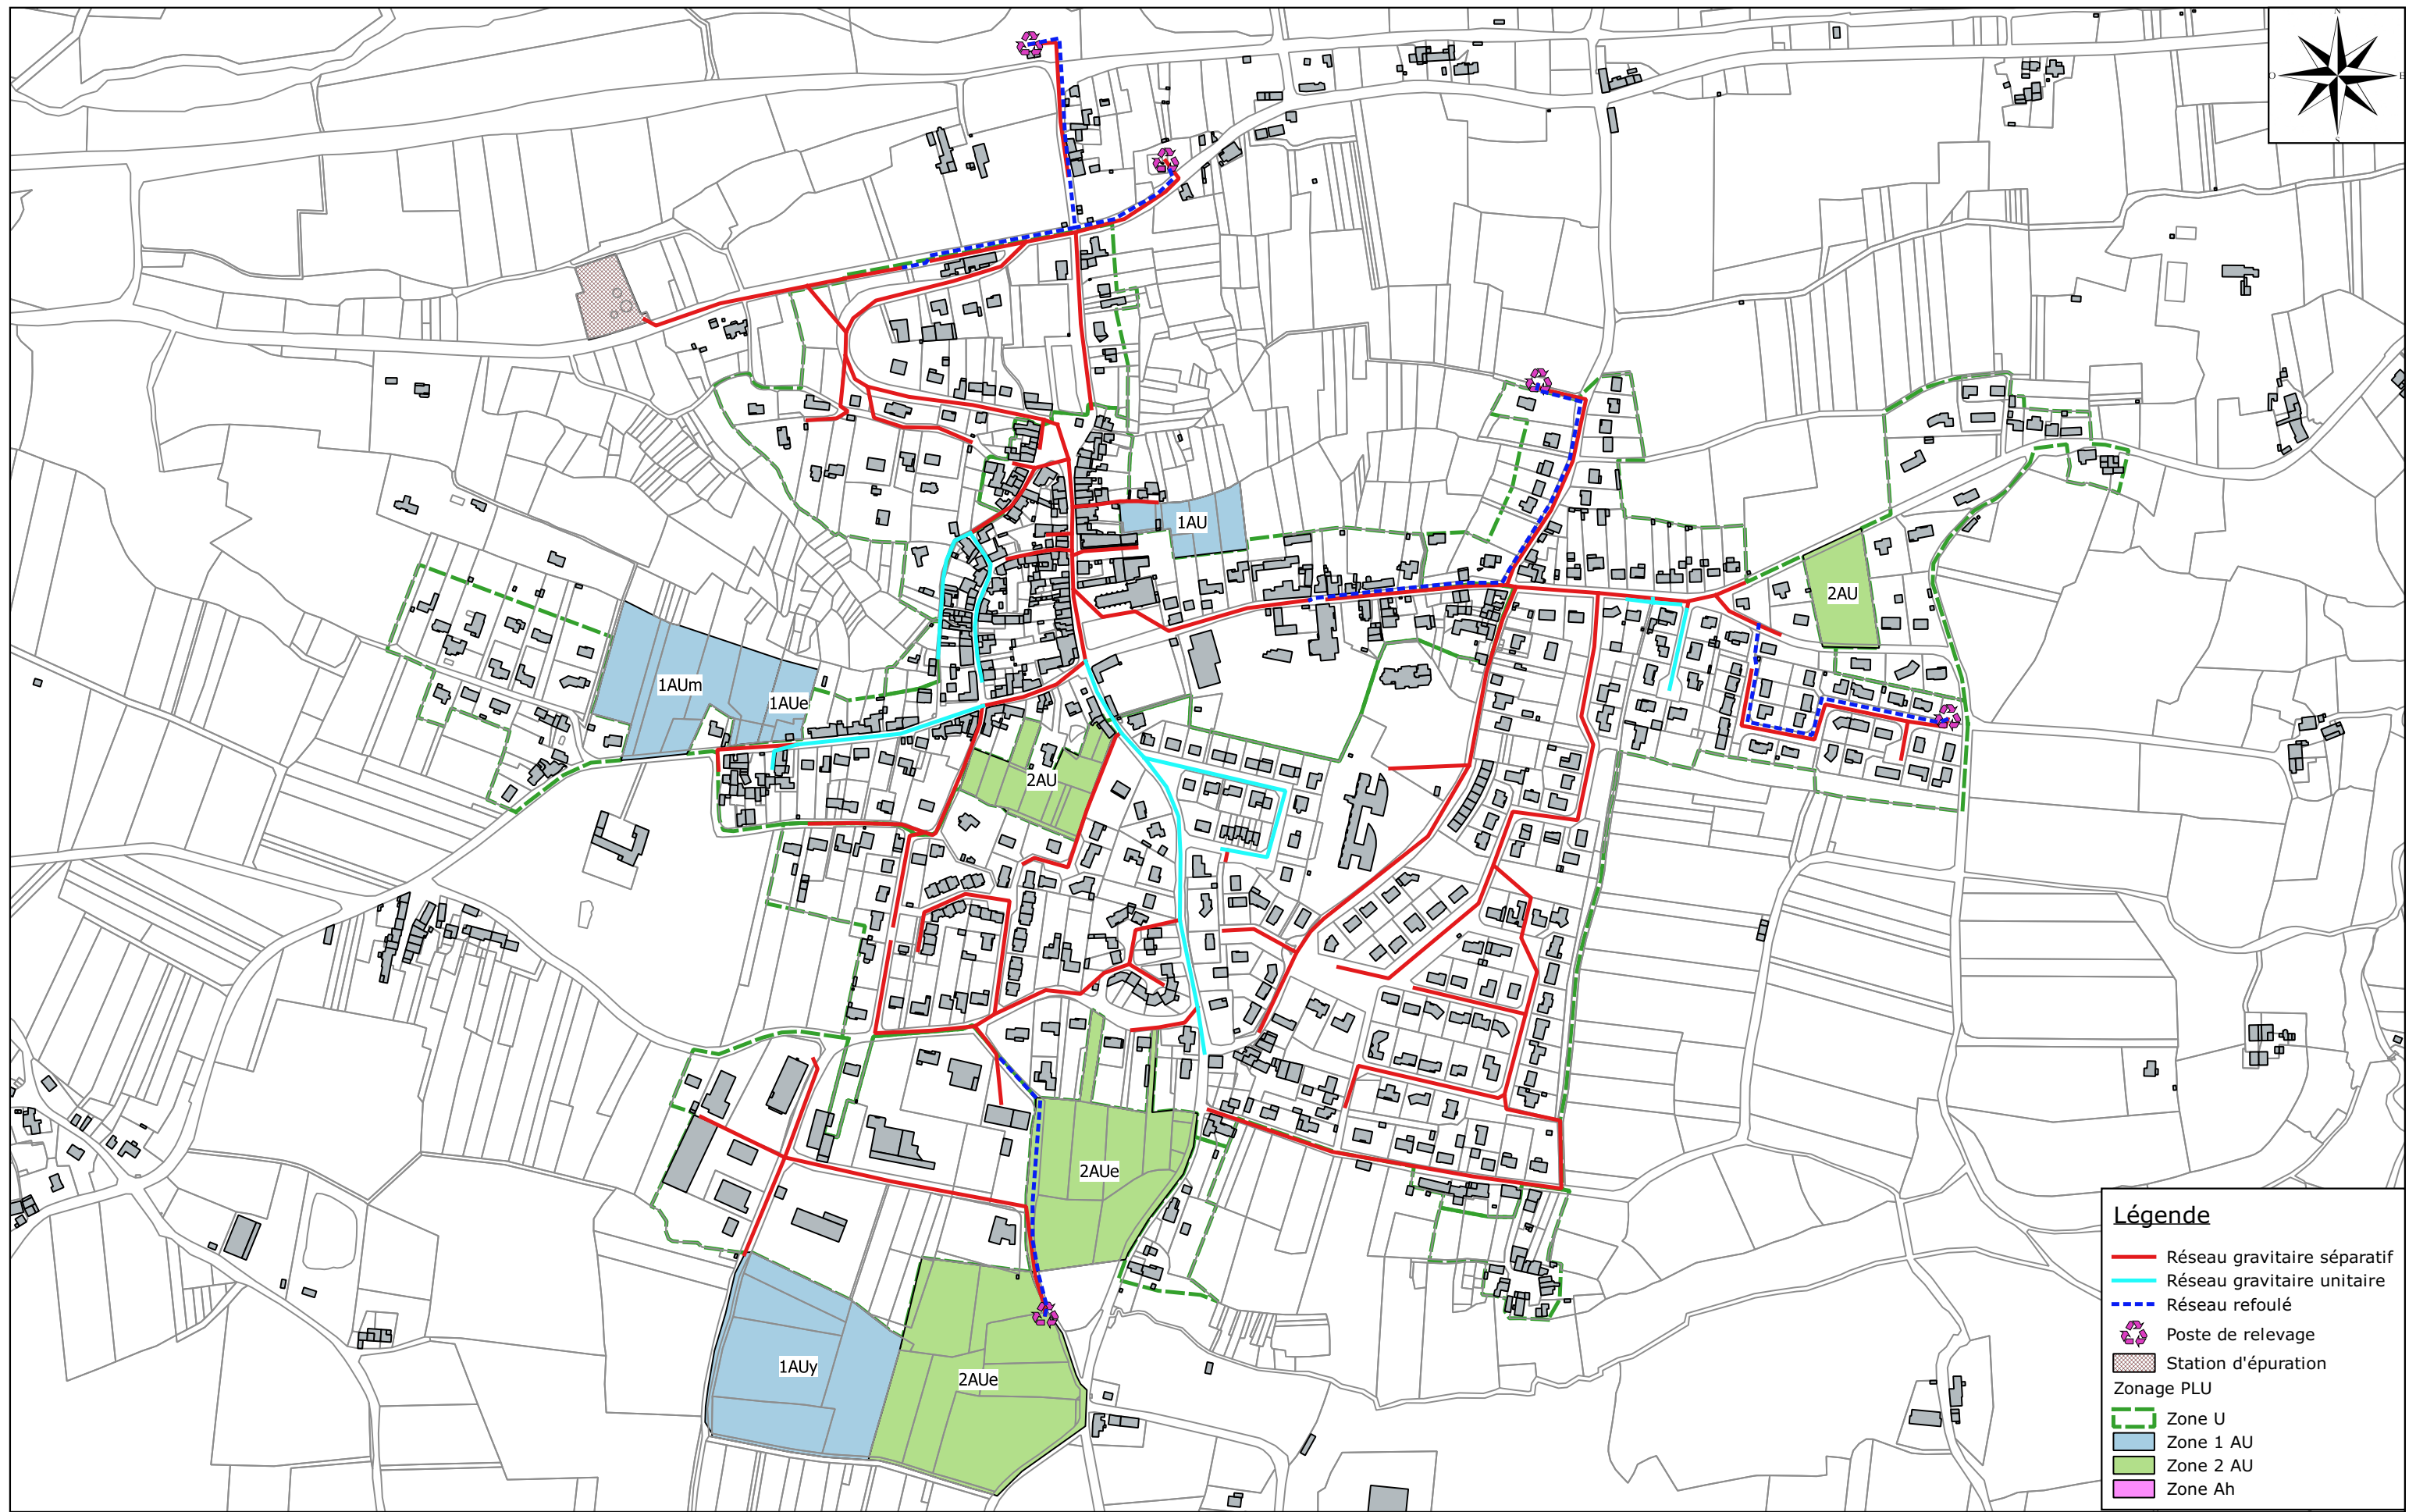 N
O
E
S
1AU
2AU
1AUm
1AUe
2AU
2AUe
1AUy
2AUe
Légende
Réseau gravitaire séparatif
Réseau gravitaire unitaire
Réseau refoulé
Poste de relevage
Station d'épuration
Zonage PLU
Zone U
Zone 1 AU
Zone 2 AU
Zone Ah